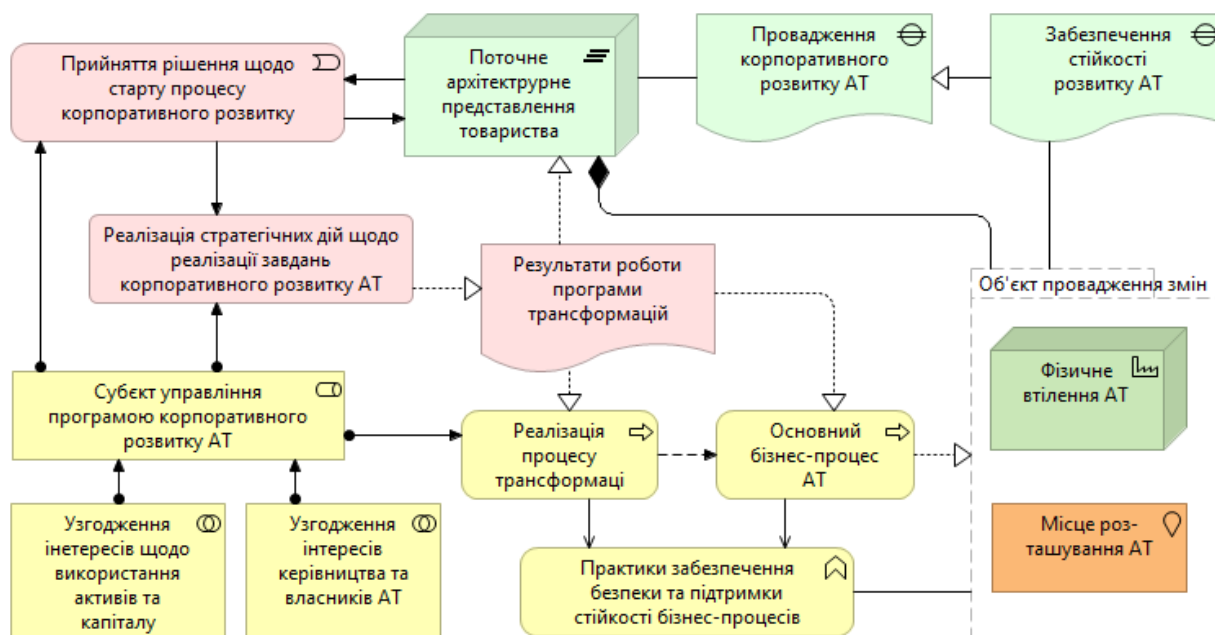 Прийняття рішення щодо
старту процесу
корпоративного розвитку
Поточне
архітектрурне
представлення
товариства
Провадження
корпоративного
розвитку АТ
Забезпечення
стійкості
розвитку АТ
Реалізація стратегічних дій щодо
реалізації завдань
корпоративного розвитку АТ
Результати роботи
програми
трансформацій
Об'єкт провадження змін
Фізичне
втілення АТ
Субєкт управління
програмою корпоративного
розвитку АТ
Реалізація
процесу
трансформаці
Основний
бізнес-процес
АТ
Узгодження
інетересів щодо
використання
активів та
капіталу
Узгодження
інтересів
керівництва та
власників АТ
Практики забезпечення
безпеки та підтримки
стійкості бізнес-процесів
Місце роз-
ташування АТ